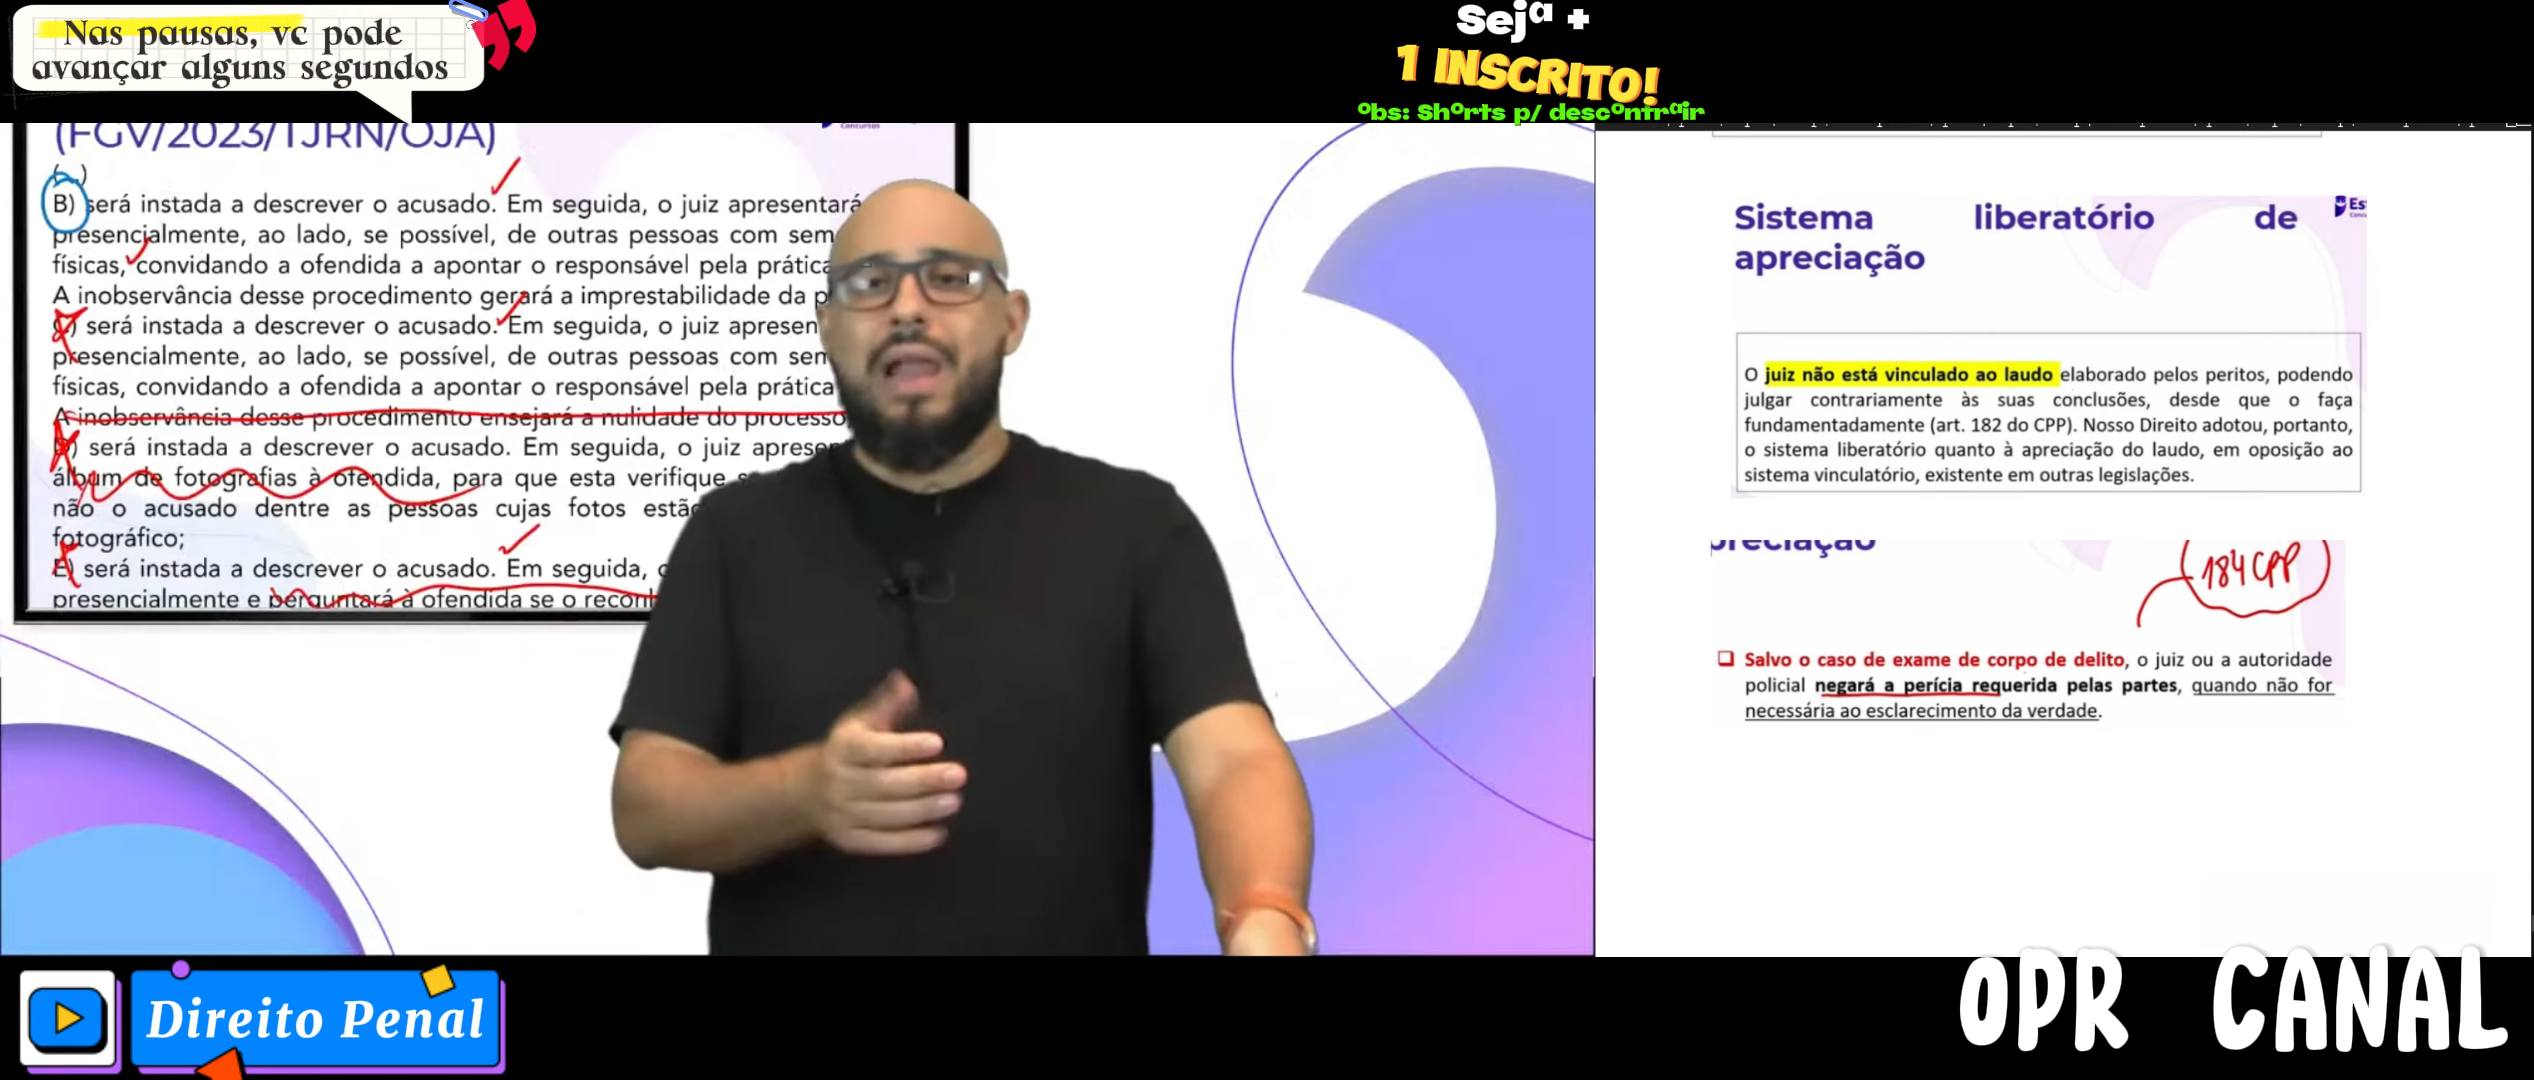 Nas pausas, vc pode
avançar alguns segundos
Seja +
1 INSCRITO!
obs: Shorts p/ descontrair
Concursos
(FGV/2023/TJRN/OJA)
(...)
B) será instada a descrever o acusado. Em seguida, o juiz apresentará
presencialmente, ao lado, se possível, de outras pessoas com sem
físicas, convidando a ofendida a apontar o responsável pela prática
A inobservância desse procedimento gerará a imprestabilidade da p
C) será instada a descrever o acusado. Em seguida, o juiz apresen
presencialmente, ao lado, se possível, de outras pessoas com sem
físicas, convidando a ofendida a apontar o responsável pela prática
A inobservância desse procedimento ensejará a nulidade do processo
D) será instada a descrever o acusado. Em seguida, o juiz aprese
álbum de fotografias à ofendida, para que esta verifique s
não o acusado dentre as pessoas cujas fotos estão
fotográfico;
E) será instada a descrever o acusado. Em seguida, o
presencialmente e perguntará à ofendida se o reconh
Sistema liberatório de
apreciação
Es
O juiz não está vinculado ao laudo elaborado pelos peritos, podendo
julgar contrariamente às suas conclusões, desde que o faça
fundamentadamente (art. 182 do CPP). Nosso Direito adotou, portanto,
o sistema liberatório quanto à apreciação do laudo, em oposição ao
sistema vinculatório, existente em outras legislações.
preciação
184 CPP
Salvo o caso de exame de corpo de delito, o juiz ou a autoridade
policial negará a perícia requerida pelas partes, quando não for
necessária ao esclarecimento da verdade.
Direito Penal
OPR CANAL